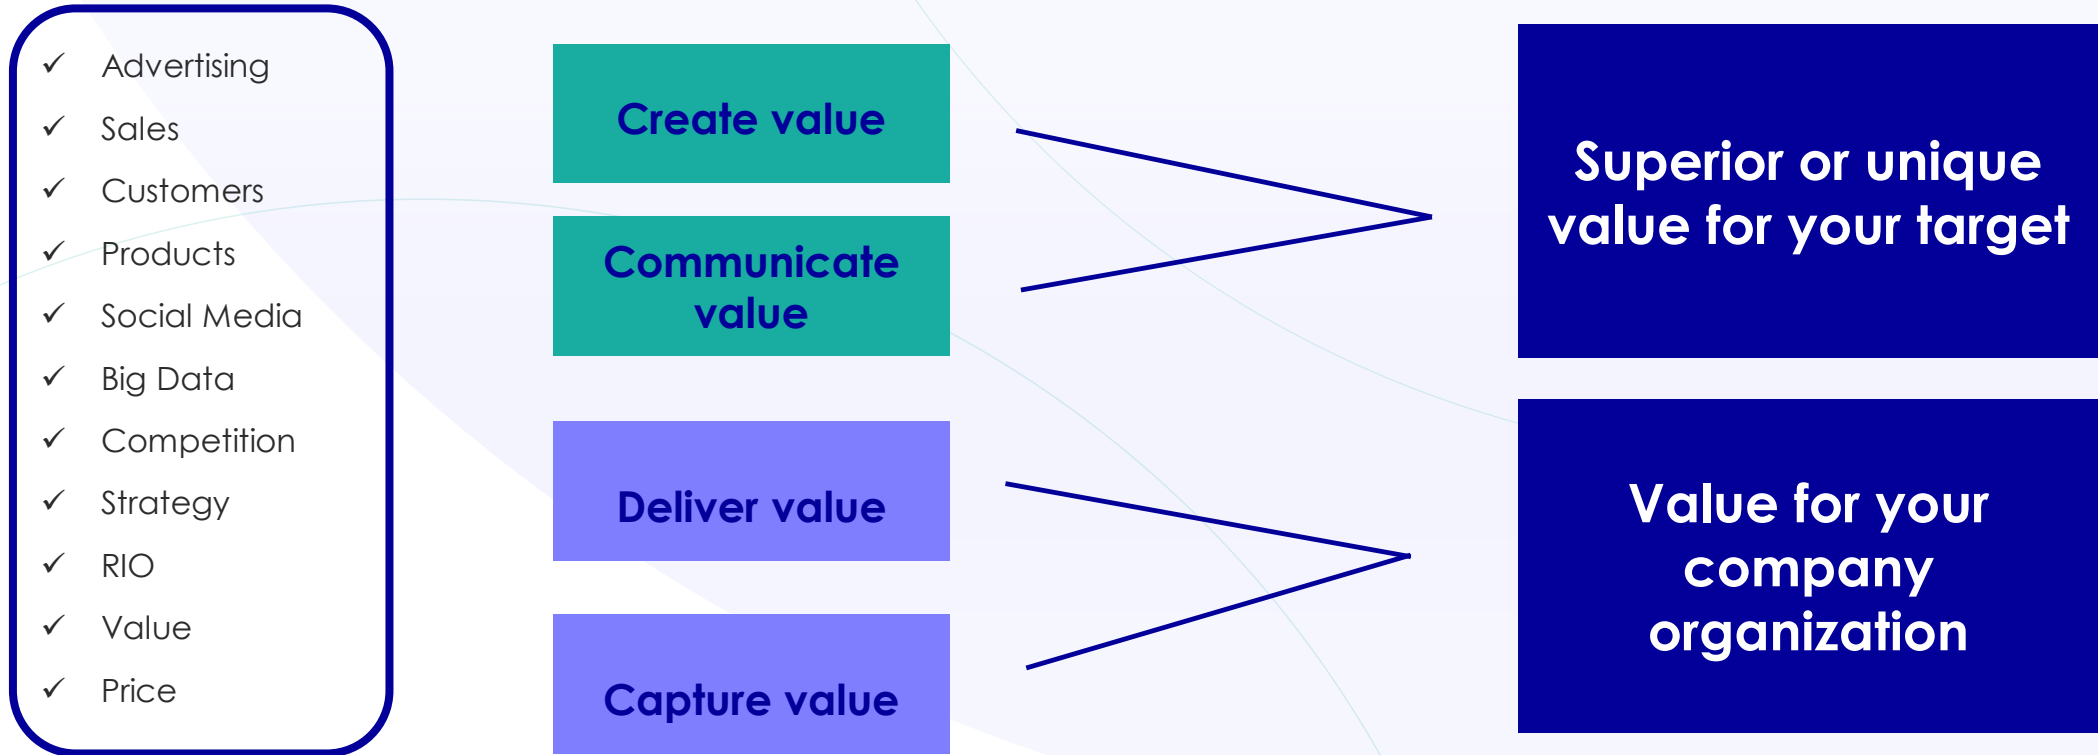 ✓ Advertising
✓ Sales
✓ Customers
✓ Products
✓ Social Media
✓ Big Data
✓ Competition
✓ Strategy
✓ RIO
✓ Value
✓ Price
Create value
Communicate
value
Deliver value
Capture value
Superior or unique
value for your target
Value for your
company
organization